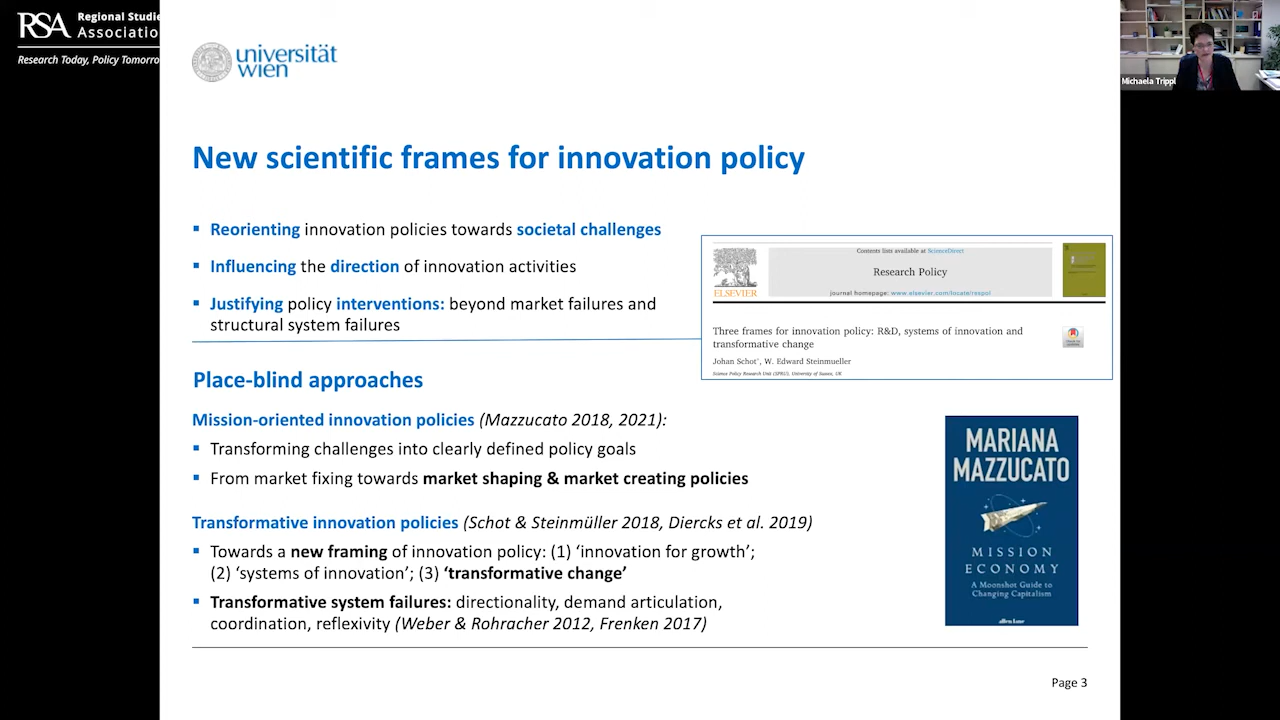 RSA Regional Studie
Associatio
Research Today, Policy Tomorro
universität
wien
Michaela Trippl
New scientific frames for innovation policy
Reorienting innovation policies towards societal challenges
Influencing the direction of innovation activities
Justifying policy interventions: beyond market failures and
structural system failures
Contents lists available at ScienceDirect
Research Policy
journal homepage: www.elsevier.com/locate/respol
ELSEVIER
Three frames for innovation policy: R&D, systems of innovation and
transformative change
Johan Schot*, W. Edward Steinmueller
Science Policy Research Unit (SPRU), University of Sussex, UK
Place-blind approaches
Mission-oriented innovation policies (Mazzucato 2018, 2021):
Transforming challenges into clearly defined policy goals
From market fixing towards market shaping & market creating policies
Transformative innovation policies (Schot & Steinmüller 2018, Diercks et al. 2019)
Towards a new framing of innovation policy: (1) ‘innovation for growth’;
(2) ‘systems of innovation’; (3) ‘transformative change’
Transformative system failures: directionality, demand articulation,
coordination, reflexivity (Weber & Rohracher 2012, Frenken 2017)
MARIANA
MAZZUCATO
MISSION
ECONOMY
A Moonshot Guide to
Changing Capitalism
Allen Lane
Page 3